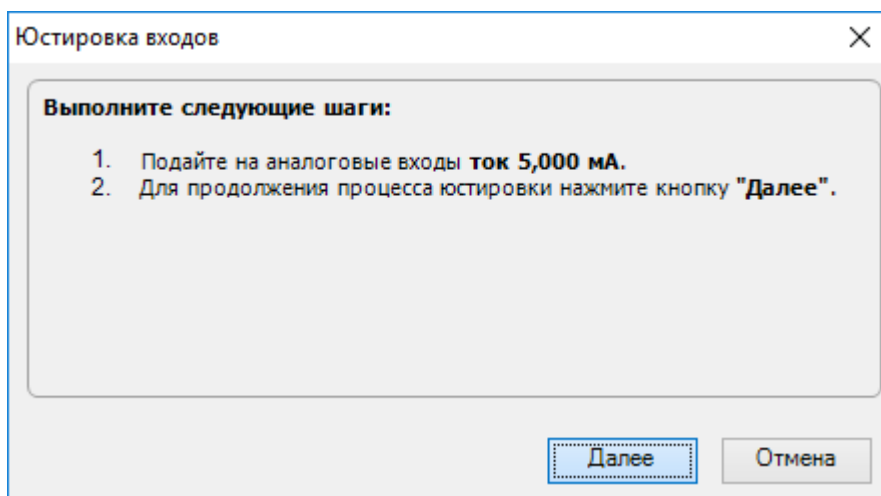 Юстировка входов
Выполните следующие шаги:
1. Подайте на аналоговые входы ток 5,000 мА.
2. Для продолжения процесса юстировки нажмите кнопку "Далее".
Далее Отмена